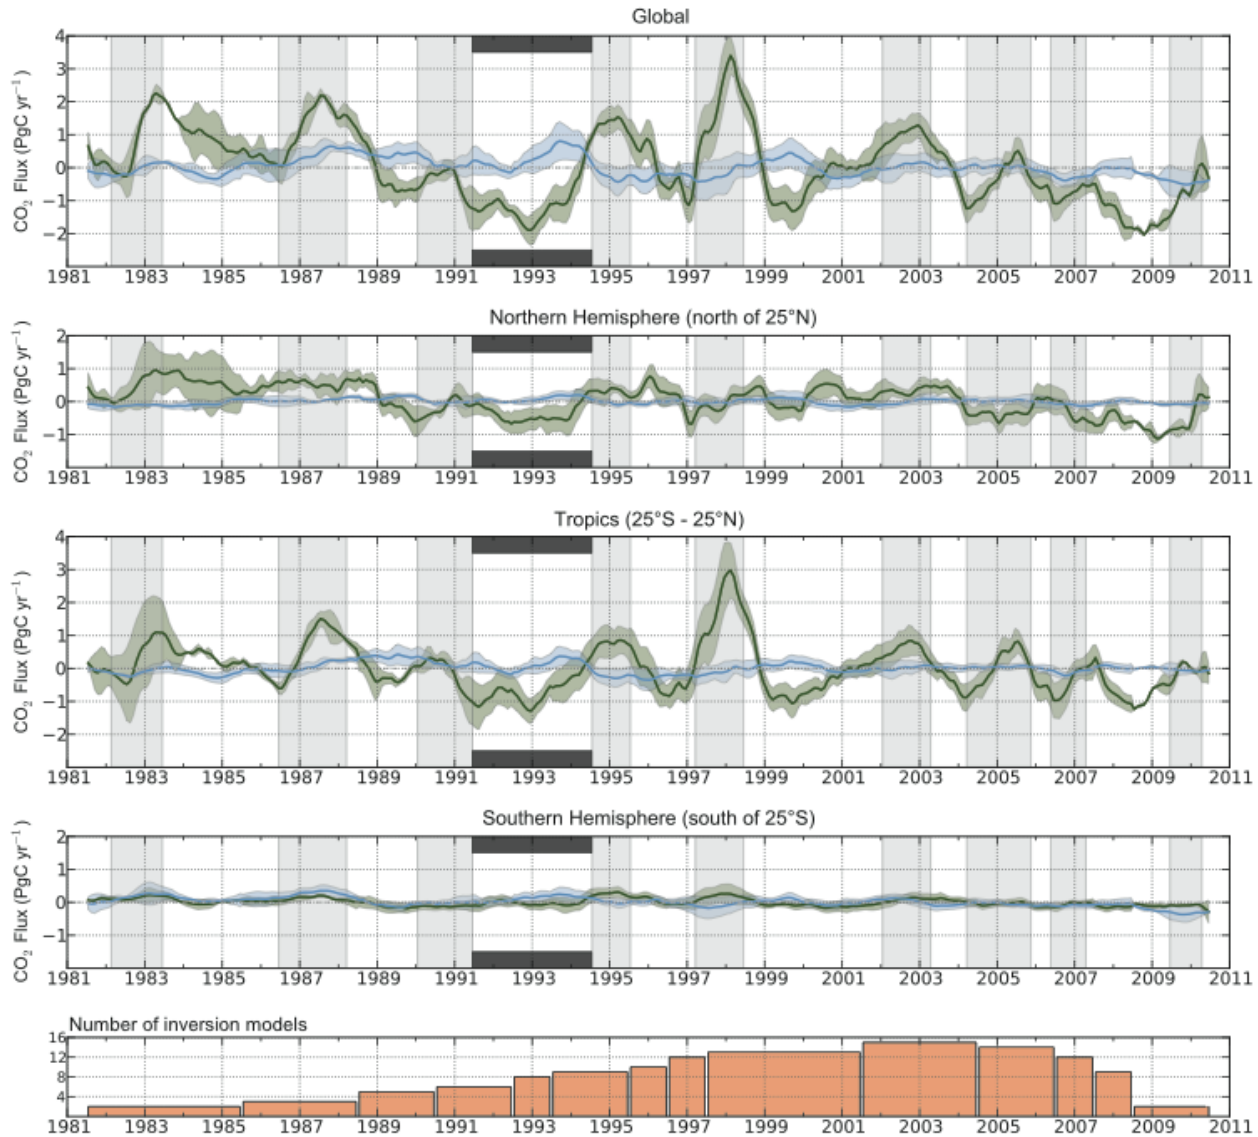 Global
CO₂ Flux (PgC yr⁻¹)
4
3
2
1
0
−1
−2
1981 1983 1985 1987 1989 1991 1993 1995 1997 1999 2001 2003 2005 2007 2009 2011
Northern Hemisphere (north of 25°N)
CO₂ Flux (PgC yr⁻¹)
2
1
0
−1
1981 1983 1985 1987 1989 1991 1993 1995 1997 1999 2001 2003 2005 2007 2009 2011
Tropics (25°S - 25°N)
CO₂ Flux (PgC yr⁻¹)
4
3
2
1
0
−1
−2
1981 1983 1985 1987 1989 1991 1993 1995 1997 1999 2001 2003 2005 2007 2009 2011
Southern Hemisphere (south of 25°S)
CO₂ Flux (PgC yr⁻¹)
2
1
0
−1
1981 1983 1985 1987 1989 1991 1993 1995 1997 1999 2001 2003 2005 2007 2009 2011
Number of inversion models
16
12
8
4
1981 1983 1985 1987 1989 1991 1993 1995 1997 1999 2001 2003 2005 2007 2009 2011